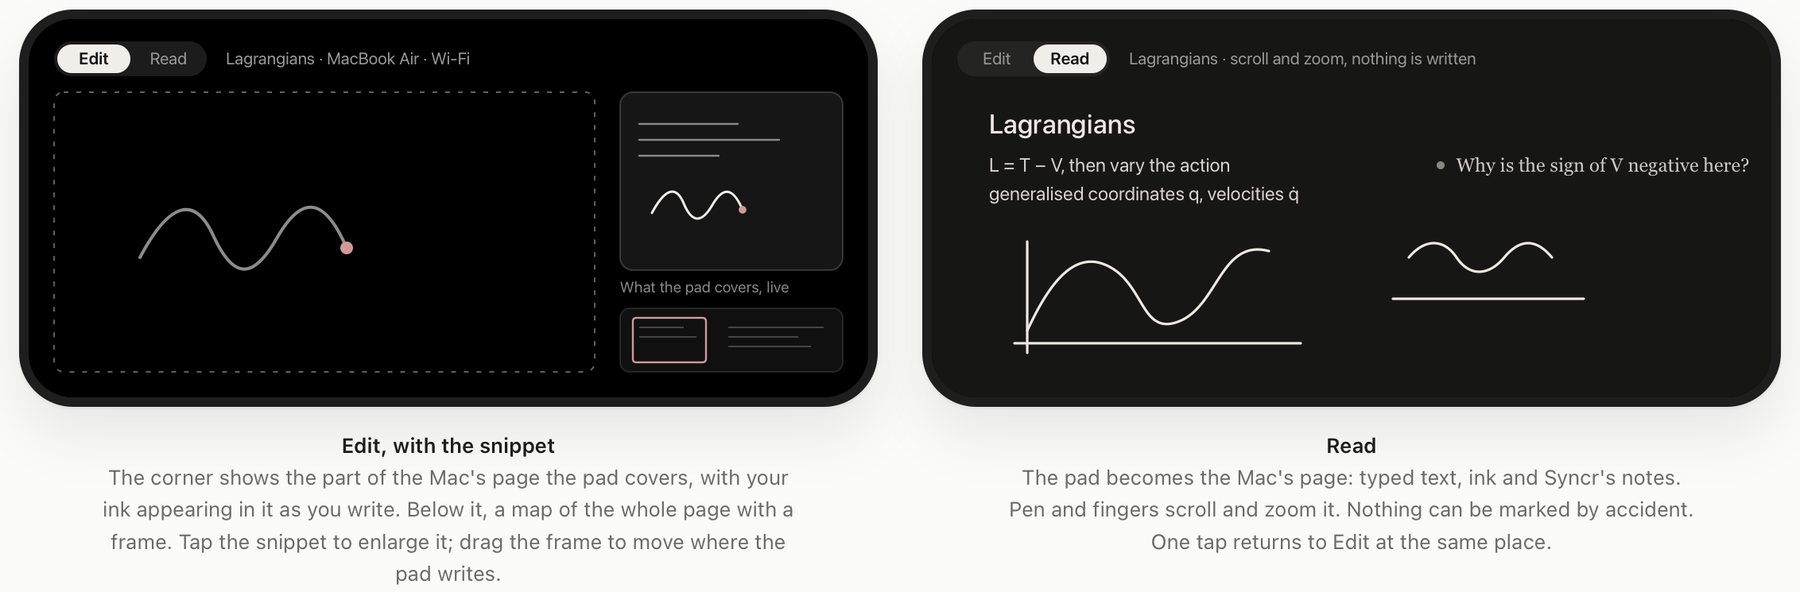 Edit Read Lagrangians · MacBook Air · Wi-Fi
What the pad covers, live
Edit, with the snippet
The corner shows the part of the Mac's page the pad covers, with your
ink appearing in it as you write. Below it, a map of the whole page with a
frame. Tap the snippet to enlarge it; drag the frame to move where the
pad writes.
Edit Read Lagrangians · scroll and zoom, nothing is written
Lagrangians
L = T − V, then vary the action
generalised coordinates q, velocities q̇
Why is the sign of V negative here?
Read
The pad becomes the Mac's page: typed text, ink and Syncr's notes.
Pen and fingers scroll and zoom it. Nothing can be marked by accident.
One tap returns to Edit at the same place.